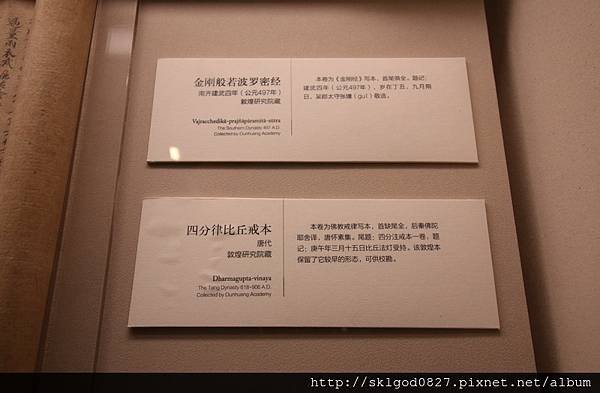 金刚般若波罗密经
南齐建武四年（公元497年）
敦煌研究院藏
Vajracchedikā-prajñāpāramitā-sūtra
The Southern Dynasty 497 A.D.
Collected by Dunhuang Academy
本卷为《金刚经》写本，首尾俱全。题记：
建武四年（公元497年），岁在丁丑，九月朔
日，吴郡太守张瓌（guī）敬造。
四分律比丘戒本
唐代
敦煌研究院藏
Dharmagupta-vinaya
The Tang Dynasty 618-906 A.D.
Collected by Dunhuang Academy
本卷为佛教戒律写本，首缺尾全。后秦佛陀
耶舍译，唐怀素集。尾题：四分注戒本一卷，题
记：庚午年三月十五日比丘法灯受持。该敦煌本
保留了它较早的形态，可供校勘。
http://sklgod0827.pixnet.net/album